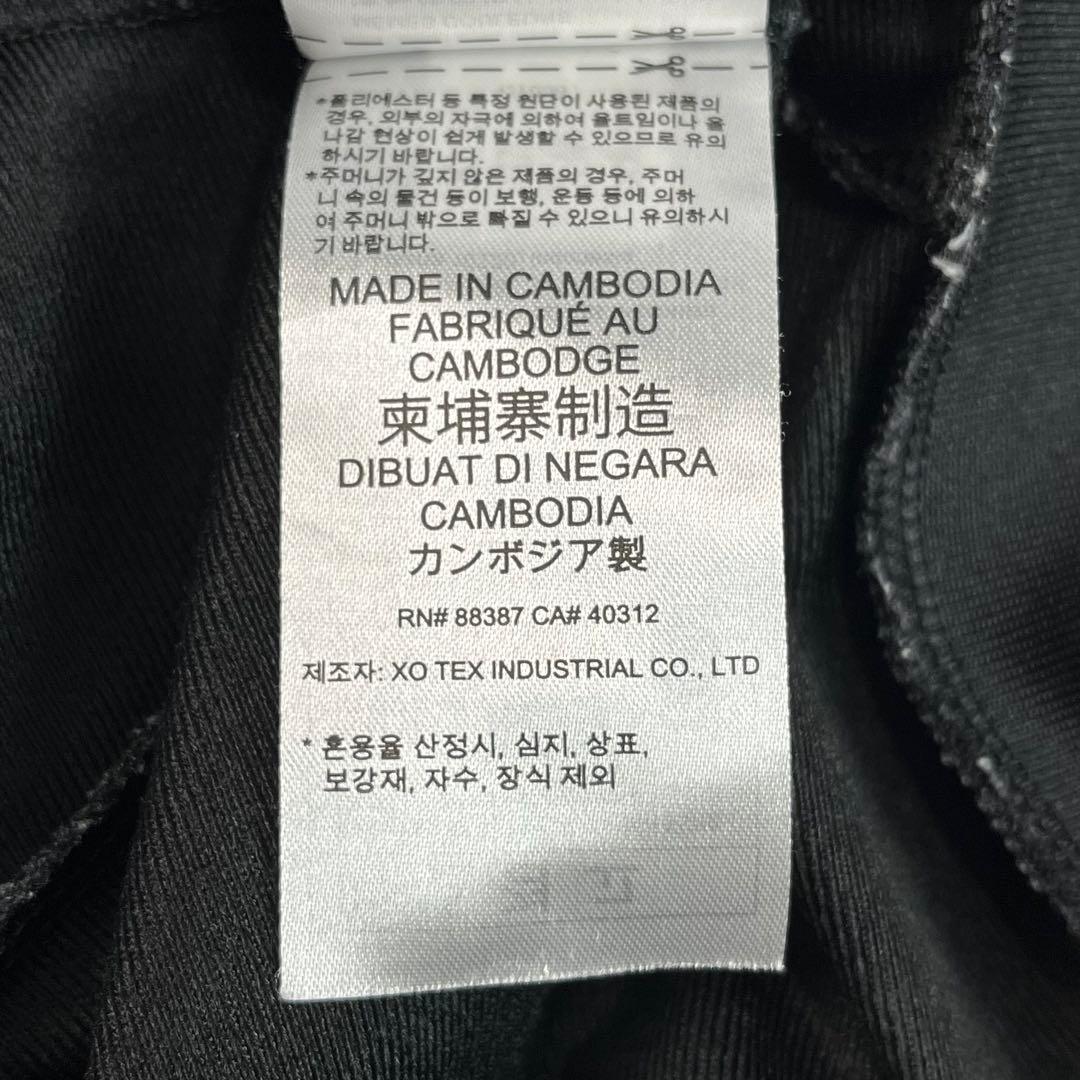 *폴리에스터 등 특정 원단이 사용된 제품의
경우, 외부의 자극에 의하여 올트임이나 올
나감 현상이 쉽게 발생할 수 있으므로 유의
하시기 바랍니다.
*주머니가 깊지 않은 제품의 경우, 주머
니 속의 물건 등이 보행, 운동 등에 의하
여 주머니 밖으로 빠질 수 있으니 유의하시
기 바랍니다.
MADE IN CAMBODIA
FABRIQUÉ AU
CAMBODGE
柬埔寨制造
DIBUAT DI NEGARA
CAMBODIA
カンボジア製
RN# 88387 CA# 40312
제조자: XO TEX INDUSTRIAL CO., LTD
* 혼용율 산정시, 심지, 상표,
보강재, 자수, 장식 제외